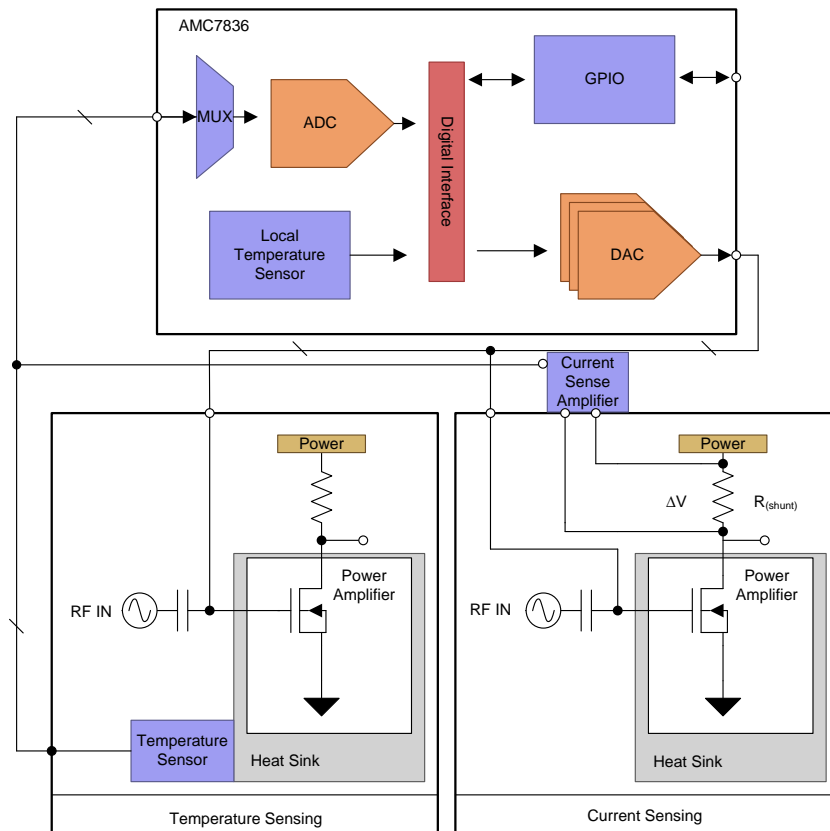 AMC7836
MUX
ADC
Digital Interface
GPIO
Local
Temperature
Sensor
DAC
Current
Sense
Amplifier
Power
Power
ΔV
R(shunt)
Power
Amplifier
RF IN
Power
Amplifier
RF IN
Temperature
Sensor
Heat Sink
Heat Sink
Temperature Sensing
Current Sensing